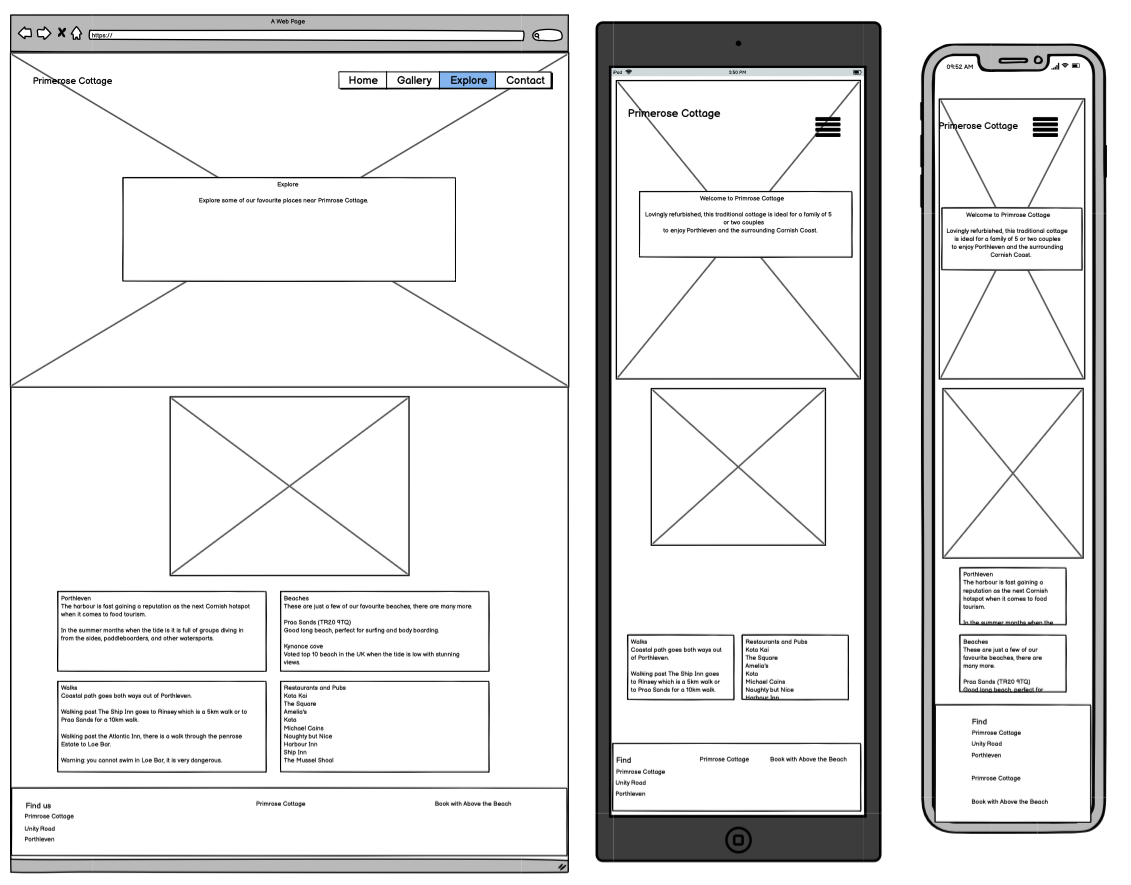 A Web Page
https://
Primerose Cottage
Home Gallery Explore Contact
Explore
Explore some of our favourite places near Primrose Cottage.
Porthleven
The harbour is fast gaining a reputation as the next Cornish hotspot
when it comes to food tourism.
In the summer months when the tide is it is full of groups diving in
from the sides, paddleboarders, and other watersports.
Beaches
These are just a few of our favourite beaches, there are many more.
Praa Sands (TR20 9TQ)
Good long beach, perfect for surfing and body boarding.
Kynance cove
Voted top 10 beach in the UK when the tide is low with stunning
views.
Walks
Coastal path goes both ways out of Porthleven.
Walking past The Ship Inn goes to Rinsey which is a 5km walk or to
Praa Sands for a 10km walk.
Walking past the Atlantic Inn, there is a walk through the penrose
Estate to Loe Bar.
Warning: you cannot swim in Loe Bar, it is very dangerous.
Restaurants and Pubs
Kota Kai
The Square
Amelia's
Kota
Michael Cains
Naughty but Nice
Harbour Inn
Ship Inn
The Mussel Shoal
Find us
Primrose Cottage
Unity Road
Porthleven
Primrose Cottage
Book with Above the Beach
iPod
3:50 PM
Primerose Cottage
Welcome to Primrose Cottage
Lovingly refurbished, this traditional cottage is ideal for a family of 5
or two couples
to enjoy Porthleven and the surrounding Cornish Coast.
Walks
Coastal path goes both ways out
of Porthleven.
Walking past The Ship Inn goes
to Rinsey which is a 5km walk or
to Praa Sands for a 10km walk.
Restaurants and Pubs
Kota Kai
The Square
Amelia's
Kota
Michael Cains
Naughty but Nice
Harbour Inn
Find
Primrose Cottage
Unity Road
Porthleven
Primrose Cottage
Book with Above the Beach
09:52 AM
Primerose Cottage
Welcome to Primrose Cottage
Lovingly refurbished, this traditional cottage
is ideal for a family of 5 or two couples
to enjoy Porthleven and the surrounding
Cornish Coast.
Porthleven
The harbour is fast gaining a
reputation as the next Cornish
hotspot when it comes to food
tourism.
In the summer months when the
Beaches
These are just a few of our
favourite beaches, there are
many more.
Praa Sands (TR20 9TQ)
Good long beach, perfect for
Find
Primrose Cottage
Unity Road
Porthleven
Primrose Cottage
Book with Above the Beach